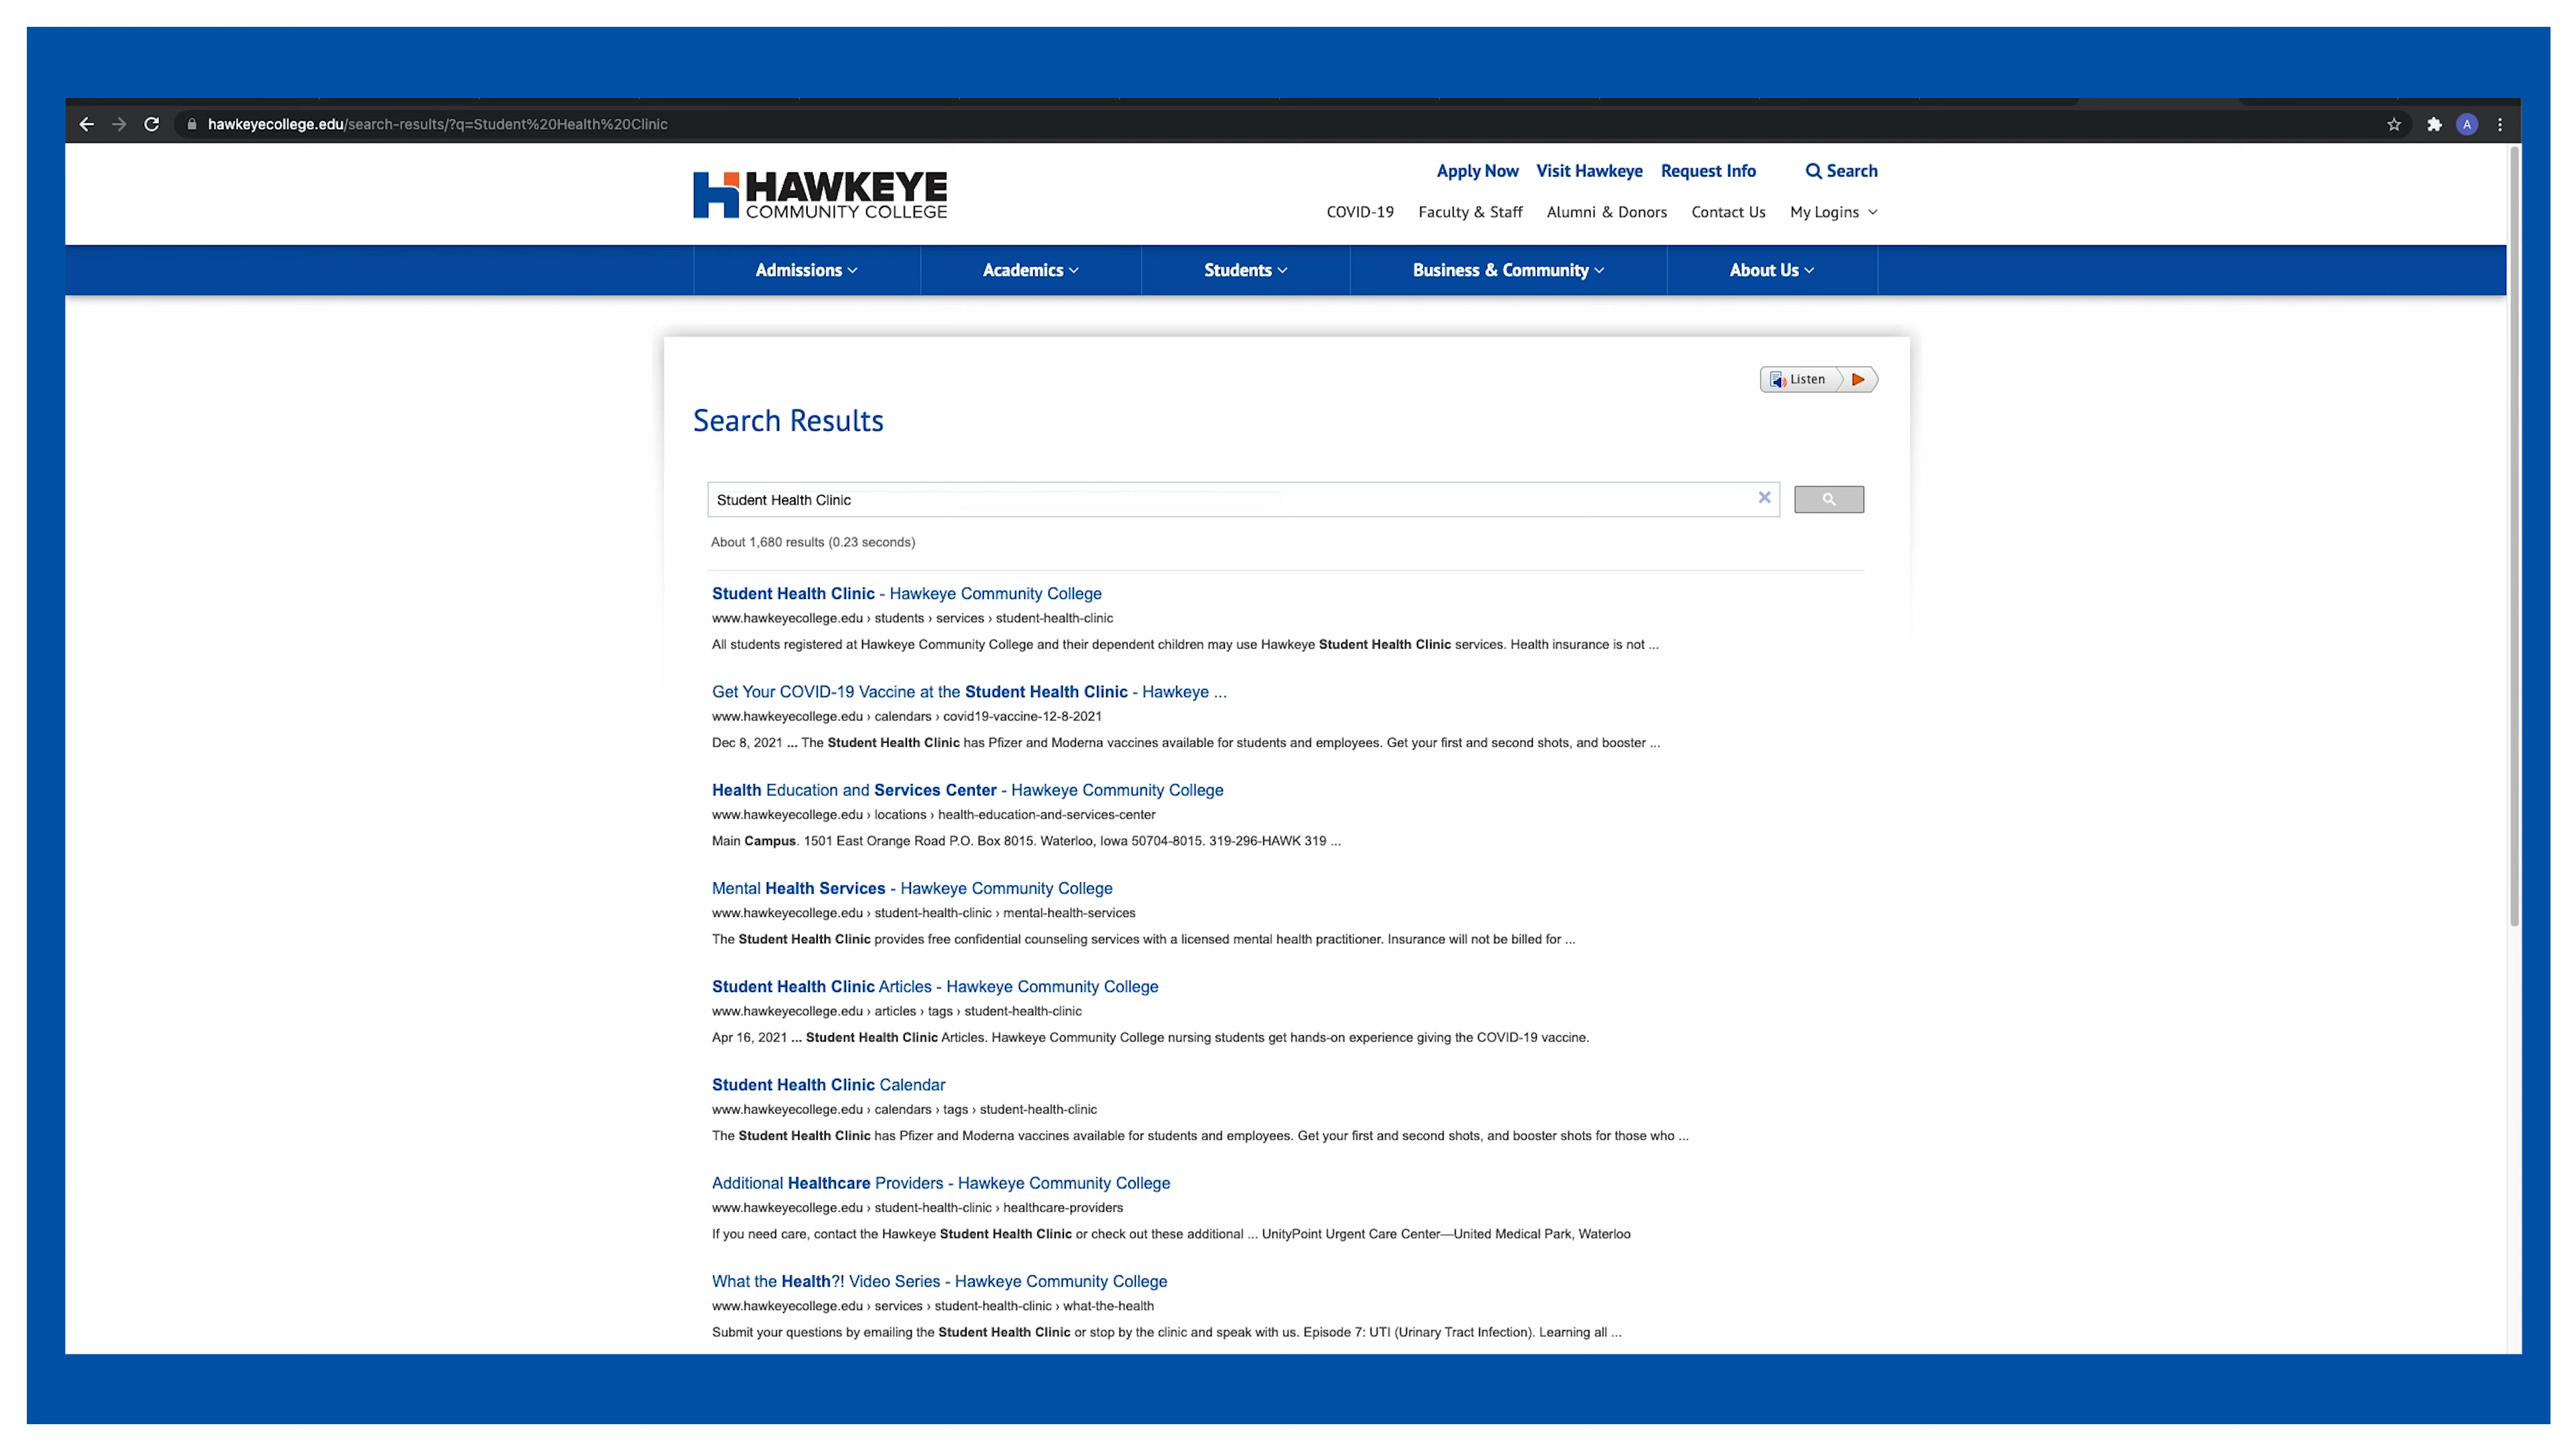 hawkeyecollege.edu/search-results/?q=Student%20Health%20Clinic
A
HAWKEYE
COMMUNITY COLLEGE
Apply Now Visit Hawkeye Request Info Search
COVID-19 Faculty & Staff Alumni & Donors Contact Us My Logins
Admissions Academics Students Business & Community About Us
Listen
Search Results
Student Health Clinic
About 1,680 results (0.23 seconds)
Student Health Clinic - Hawkeye Community College
www.hawkeyecollege.edu › students › services › student-health-clinic
All students registered at Hawkeye Community College and their dependent children may use Hawkeye Student Health Clinic services. Health insurance is not ...
Get Your COVID-19 Vaccine at the Student Health Clinic - Hawkeye ...
www.hawkeyecollege.edu › calendars › covid19-vaccine-12-8-2021
Dec 8, 2021 ... The Student Health Clinic has Pfizer and Moderna vaccines available for students and employees. Get your first and second shots, and booster ...
Health Education and Services Center - Hawkeye Community College
www.hawkeyecollege.edu › locations › health-education-and-services-center
Main Campus. 1501 East Orange Road P.O. Box 8015. Waterloo, Iowa 50704-8015. 319-296-HAWK 319 ...
Mental Health Services - Hawkeye Community College
www.hawkeyecollege.edu › student-health-clinic › mental-health-services
The Student Health Clinic provides free confidential counseling services with a licensed mental health practitioner. Insurance will not be billed for ...
Student Health Clinic Articles - Hawkeye Community College
www.hawkeyecollege.edu › articles › tags › student-health-clinic
Apr 16, 2021 ... Student Health Clinic Articles. Hawkeye Community College nursing students get hands-on experience giving the COVID-19 vaccine.
Student Health Clinic Calendar
www.hawkeyecollege.edu › calendars › tags › student-health-clinic
The Student Health Clinic has Pfizer and Moderna vaccines available for students and employees. Get your first and second shots, and booster shots for those who ...
Additional Healthcare Providers - Hawkeye Community College
www.hawkeyecollege.edu › student-health-clinic › healthcare-providers
If you need care, contact the Hawkeye Student Health Clinic or check out these additional ... UnityPoint Urgent Care Center—United Medical Park, Waterloo
What the Health?! Video Series - Hawkeye Community College
www.hawkeyecollege.edu › services › student-health-clinic › what-the-health
Submit your questions by emailing the Student Health Clinic or stop by the clinic and speak with us. Episode 7: UTI (Urinary Tract Infection). Learning all ...